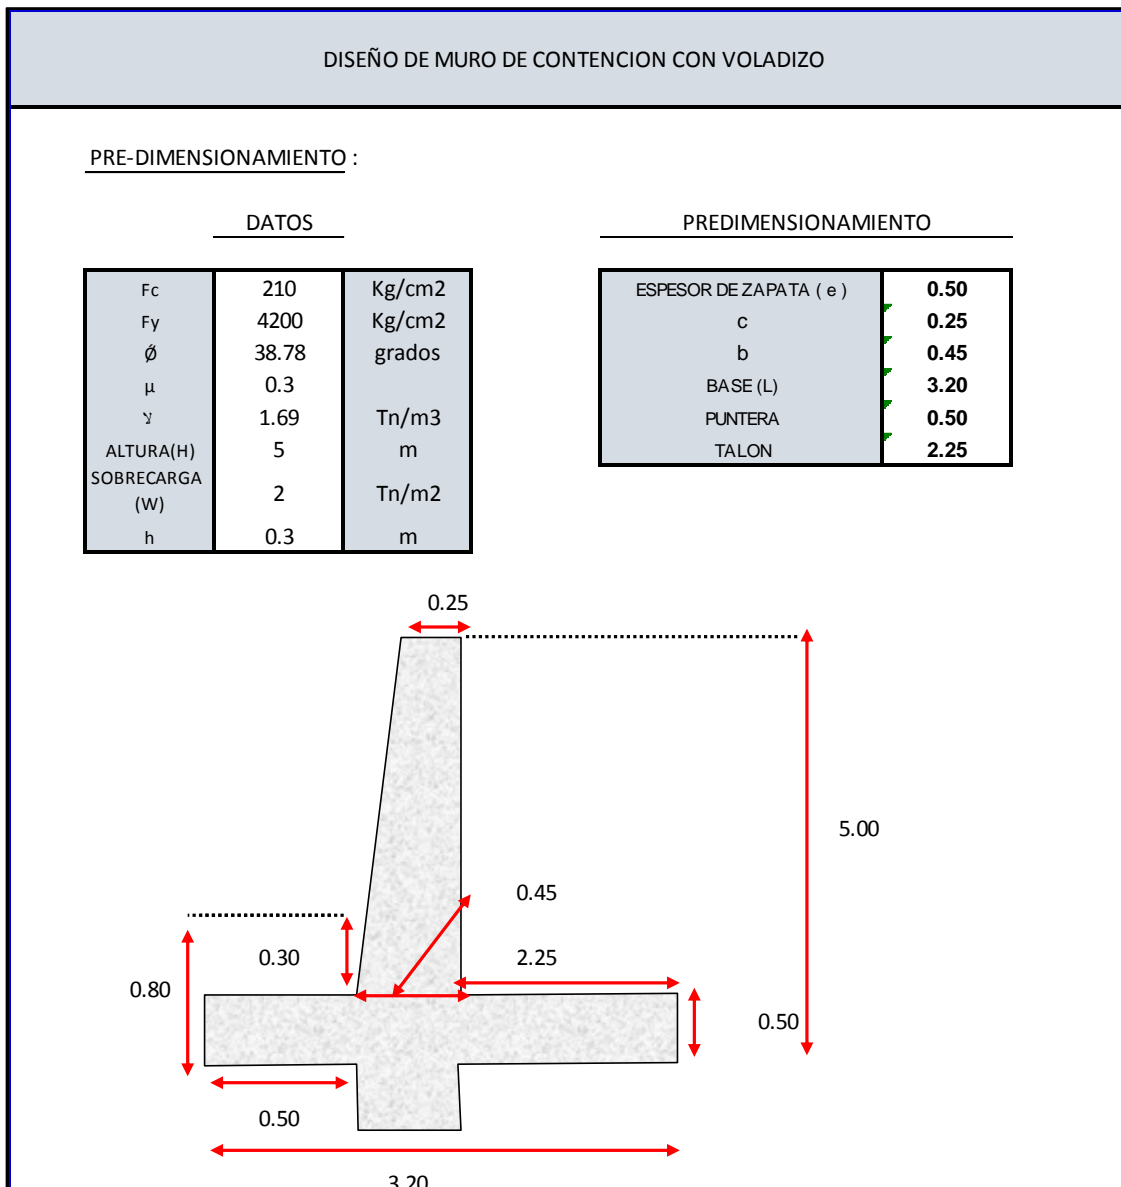 DISEÑO DE MURO DE CONTENCION CON VOLADIZO
PRE-DIMENSIONAMIENTO :
DATOS
Fc 210 Kg/cm2
Fy 4200 Kg/cm2
Ǿ 38.78 grados
µ 0.3
ﻻ 1.69 Tn/m3
ALTURA(H) 5 m
SOBRECARGA (W) 2 Tn/m2
h 0.3 m
PREDIMENSIONAMIENTO
ESPESOR DE ZAPATA ( e ) 0.50
c 0.25
b 0.45
BASE (L) 3.20
PUNTERA 0.50
TALON 2.25
0.25
5.00
0.45
0.30
2.25
0.80
0.50
0.50
3.20